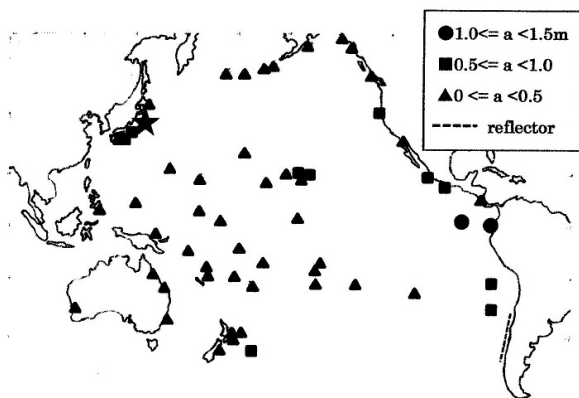 1.0<= a <1.5m
0.5<= a <1.0
0 <= a <0.5
reflector